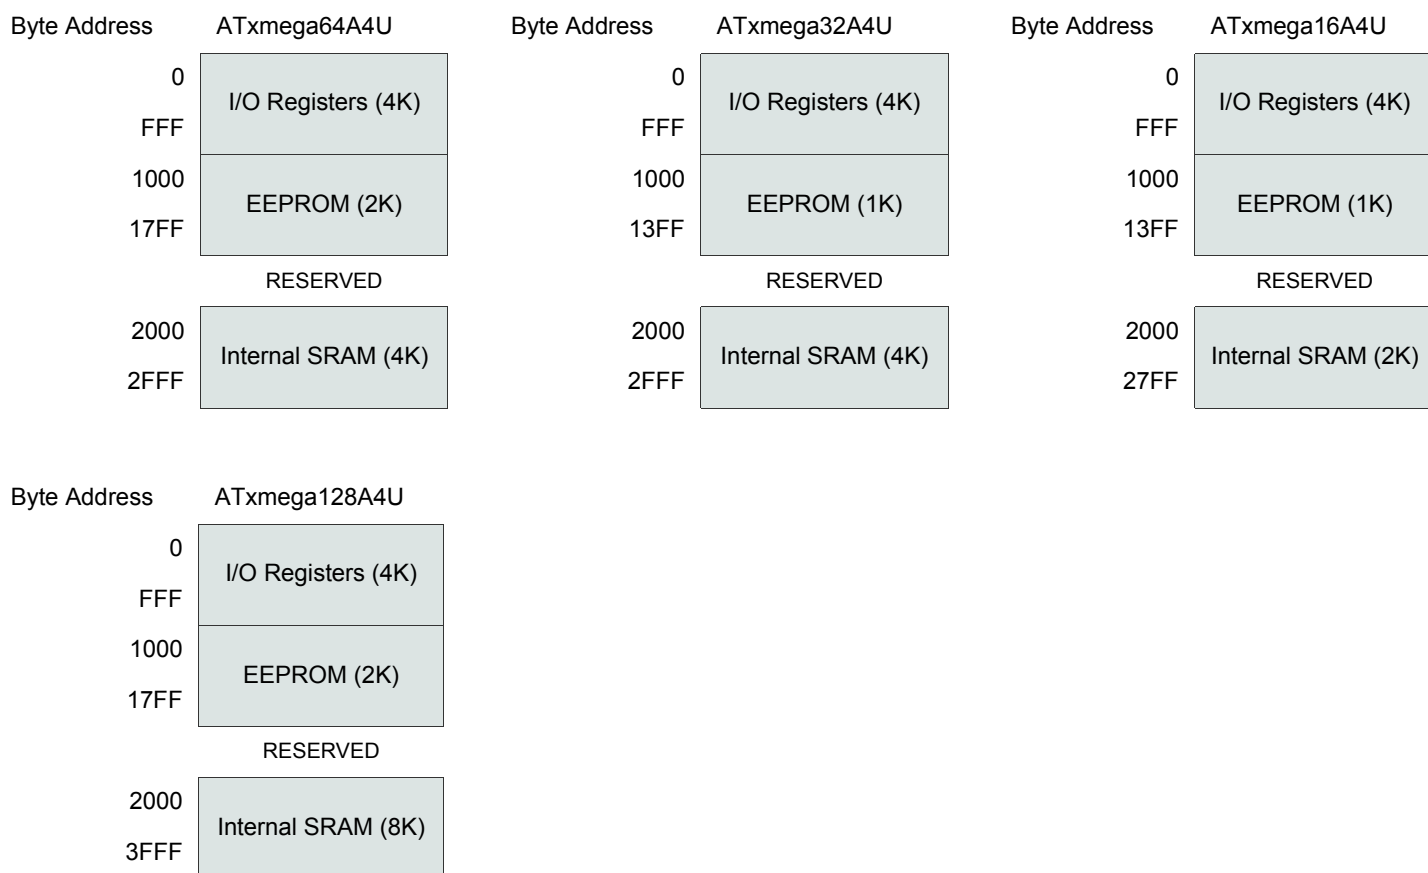 Byte Address ATxmega64A4U
0
I/O Registers (4K)
FFF
1000
EEPROM (2K)
17FF
RESERVED
2000
Internal SRAM (4K)
2FFF
Byte Address ATxmega32A4U
0
I/O Registers (4K)
FFF
1000
EEPROM (1K)
13FF
RESERVED
2000
Internal SRAM (4K)
2FFF
Byte Address ATxmega16A4U
0
I/O Registers (4K)
FFF
1000
EEPROM (1K)
13FF
RESERVED
2000
Internal SRAM (2K)
27FF
Byte Address ATxmega128A4U
0
I/O Registers (4K)
FFF
1000
EEPROM (2K)
17FF
RESERVED
2000
Internal SRAM (8K)
3FFF